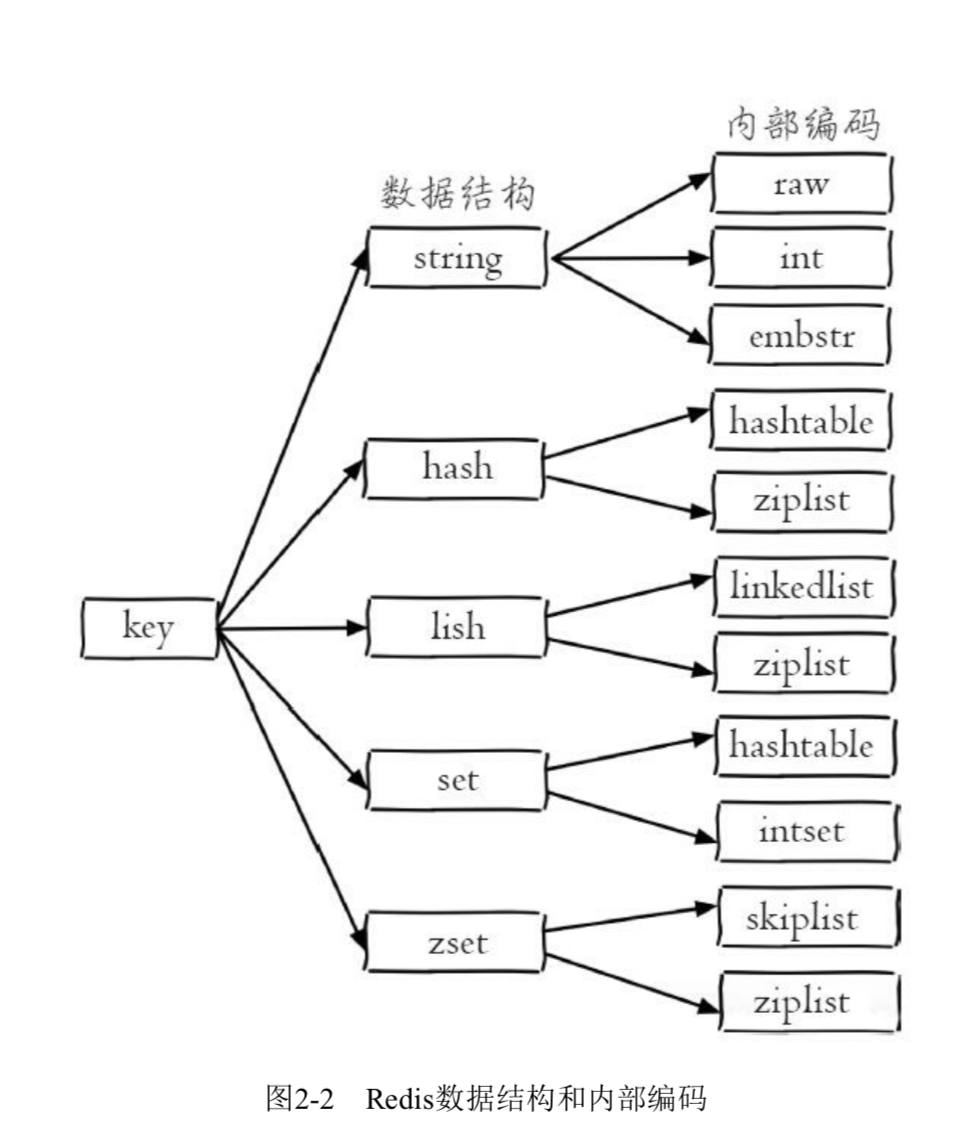 内部编码
raw
数据结构
string
int
embstr
hashtable
hash
ziplist
linkedlist
key
lish
ziplist
hashtable
set
intset
skiplist
zset
ziplist
图2-2 Redis数据结构和内部编码